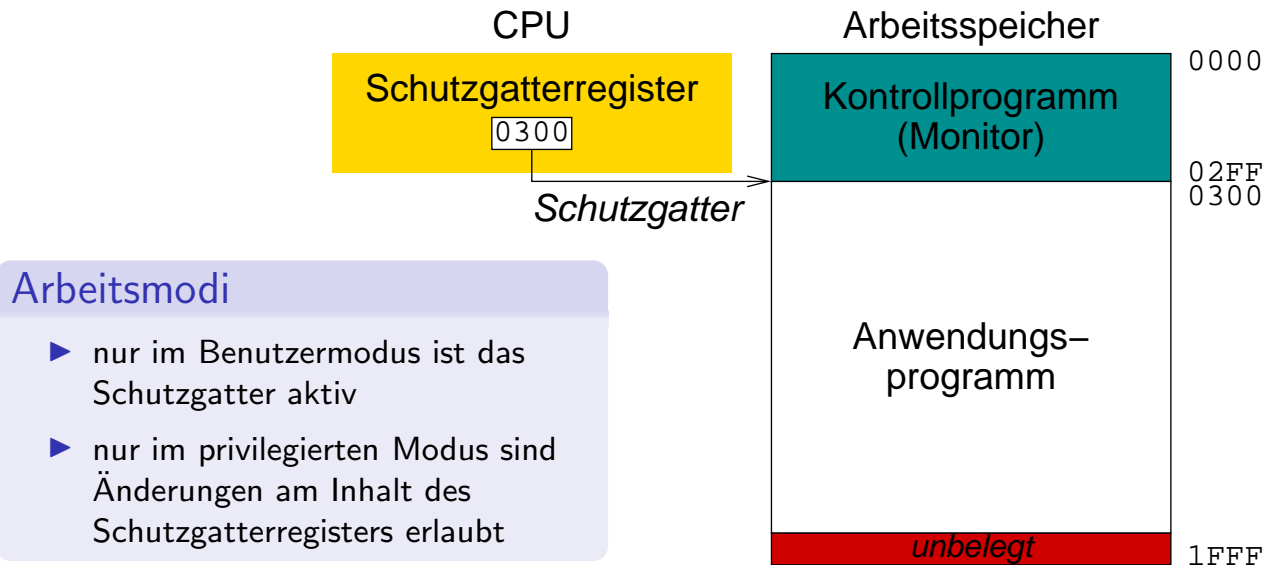 CPU
Arbeitsspeicher
Schutzgatterregister
0300
Schutzgatter
Kontrollprogramm
(Monitor)
0000
02FF
0300
Anwendungs–
programm
unbelegt
1FFF
Arbeitsmodi
▶ nur im Benutzermodus ist das
Schutzgatter aktiv
▶ nur im privilegierten Modus sind
Änderungen am Inhalt des
Schutzgatterregisters erlaubt